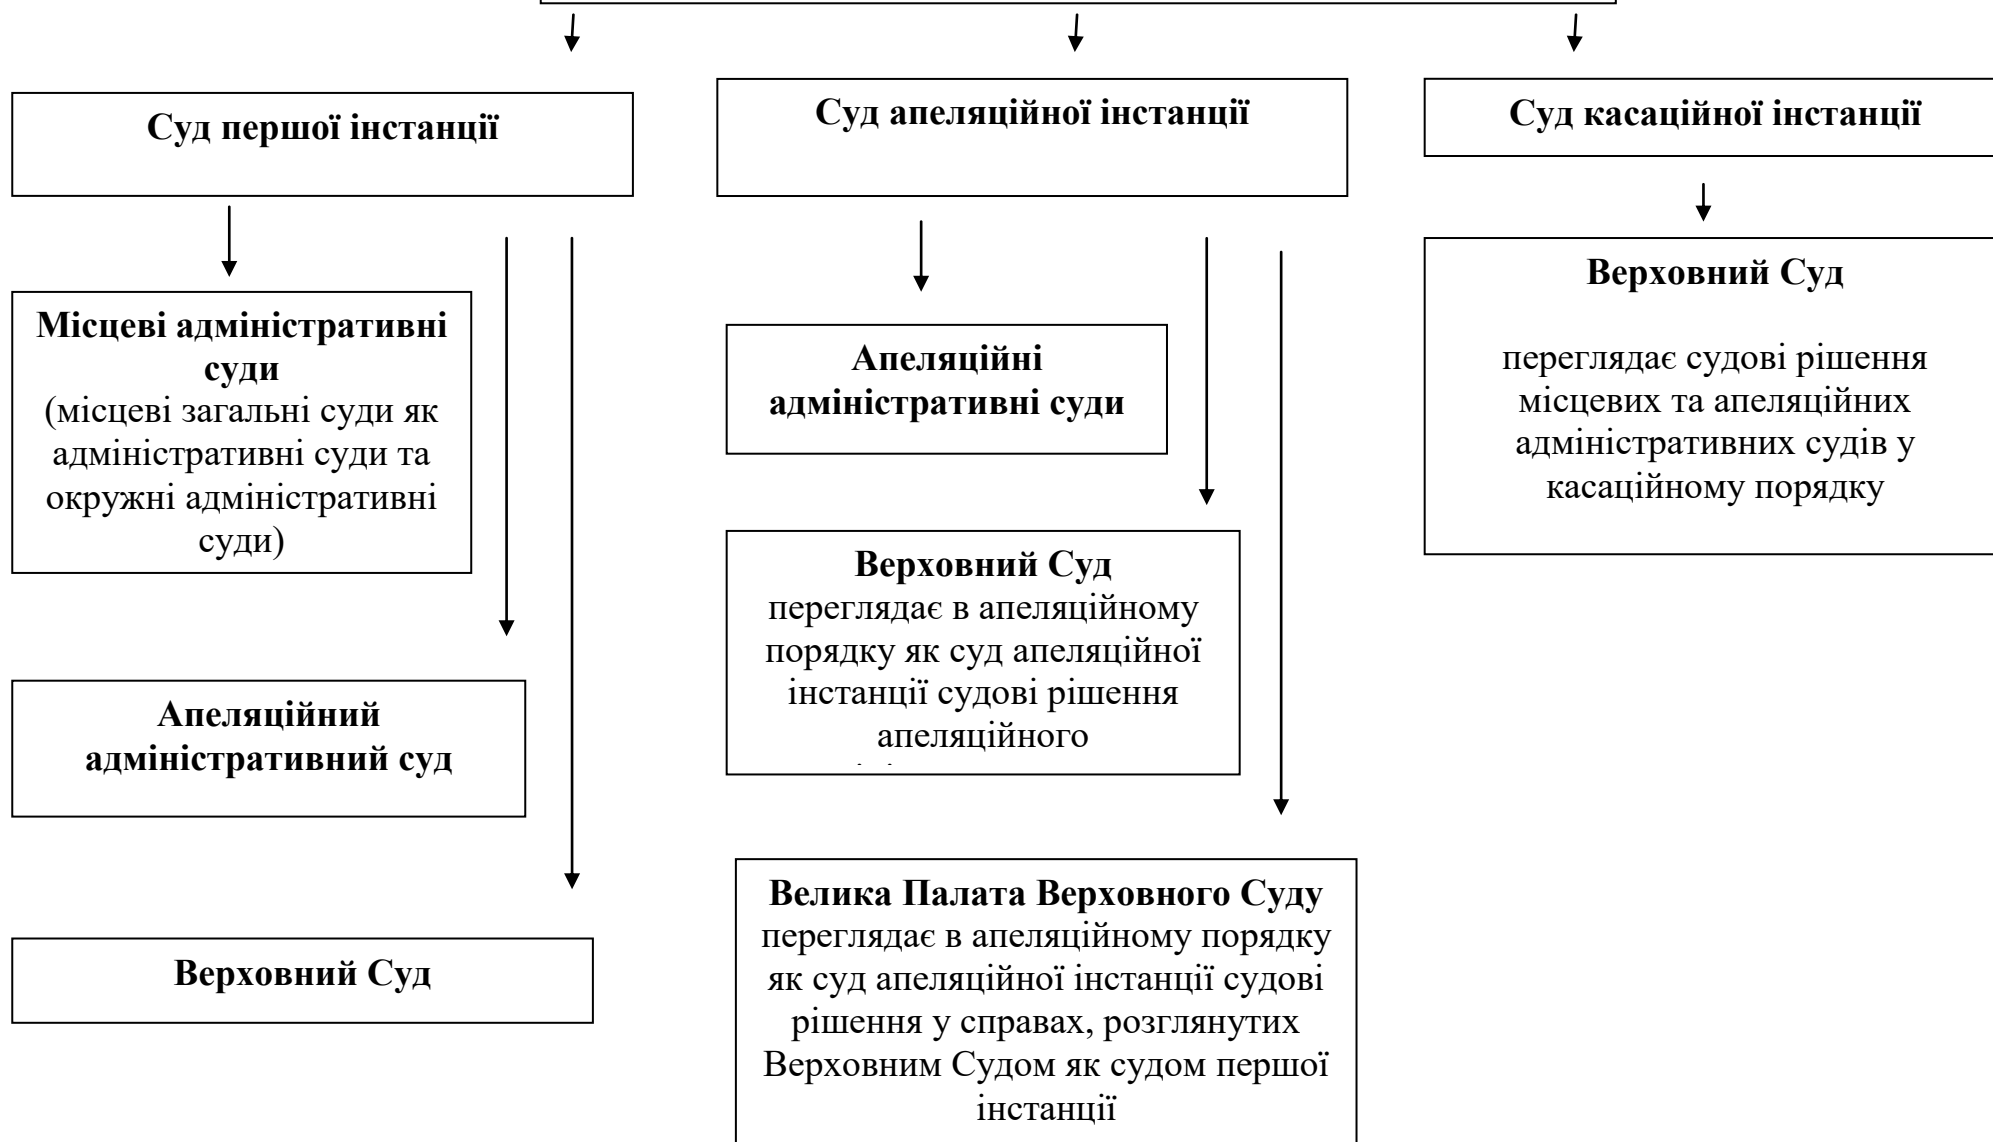 Суд першої інстанції
Місцеві адміністративні
суди
(місцеві загальні суди як
адміністративні суди та
окружні адміністративні
суди)
Апеляційний
адміністративний суд
Верховний Суд
Суд апеляційної інстанції
Апеляційні
адміністративні суди
Верховний Суд
переглядає в апеляційному
порядку як суд апеляційної
інстанції судові рішення
апеляційного
Велика Палата Верховного Суду
переглядає в апеляційному порядку
як суд апеляційної інстанції судові
рішення у справах, розглянутих
Верховним Судом як судом першої
інстанції
Суд касаційної інстанції
Верховний Суд
переглядає судові рішення
місцевих та апеляційних
адміністративних судів у
касаційному порядку